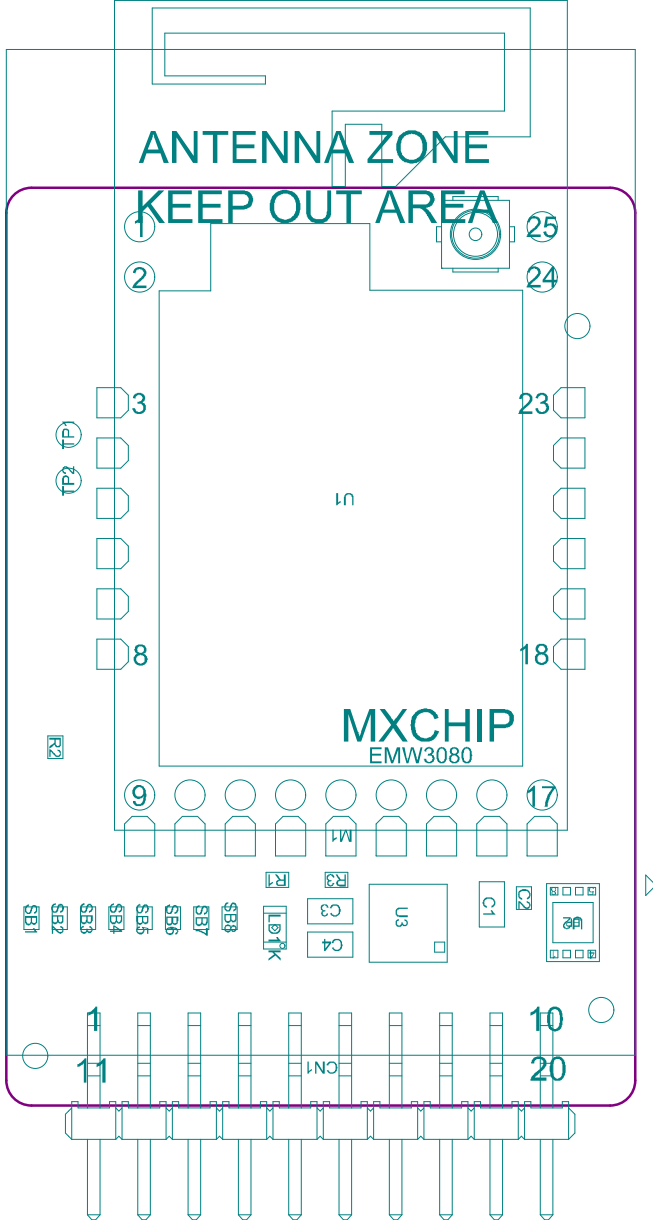 ANTENNA ZONE
KEEP OUT AREA
1
25
2
24
3
23
TP1
TP2
U1
8
18
MXCHIP
EMW3080
R2
9
17
M1
R1
R3
SB1
SB2
SB3
SB4
SB5
SB6
SB7
SB8
LD1
K
C3
C4
U3
C1
C2
1
10
11
CN1
20